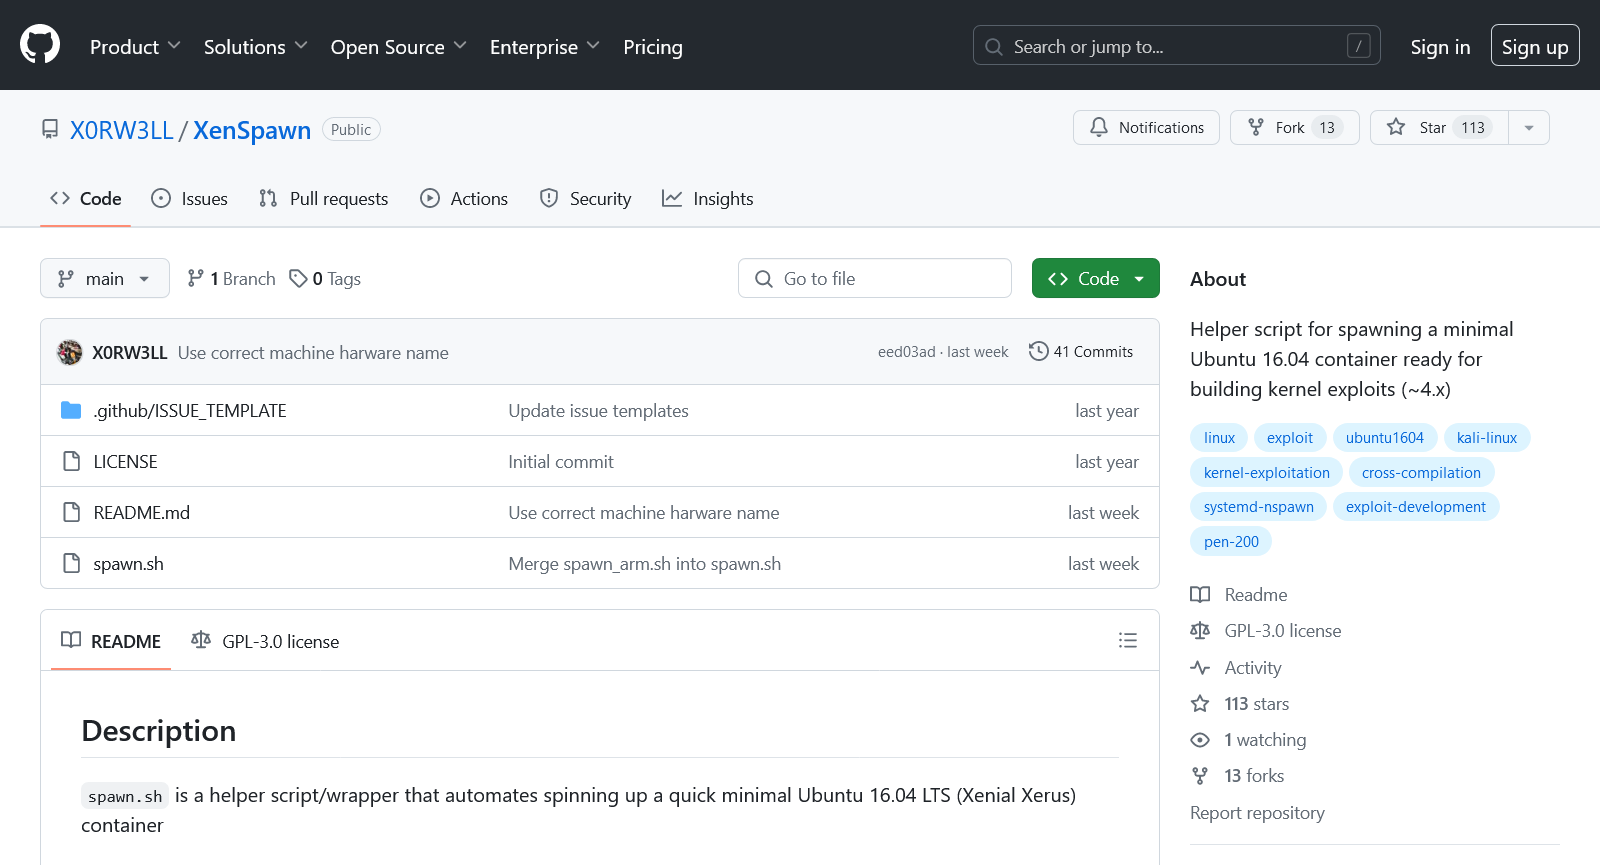 Product Solutions Open Source Enterprise Pricing Search or jump to... / Sign in Sign up
X0RW3LL / XenSpawn Public Notifications Fork 13 Star 113
Code Issues Pull requests Actions Security Insights
main 1 Branch 0 Tags Go to file Code
X0RW3LL Use correct machine harware name eed03ad · last week 41 Commits
.github/ISSUE_TEMPLATE Update issue templates last year
LICENSE Initial commit last year
README.md Use correct machine harware name last week
spawn.sh Merge spawn_arm.sh into spawn.sh last week
README GPL-3.0 license
Description
spawn.sh is a helper script/wrapper that automates spinning up a quick minimal Ubuntu 16.04 LTS (Xenial Xerus)
container
About
Helper script for spawning a minimal
Ubuntu 16.04 container ready for
building kernel exploits (~4.x)
linux exploit ubuntu1604 kali-linux
kernel-exploitation cross-compilation
systemd-nspawn exploit-development
pen-200
Readme
GPL-3.0 license
Activity
113 stars
1 watching
13 forks
Report repository